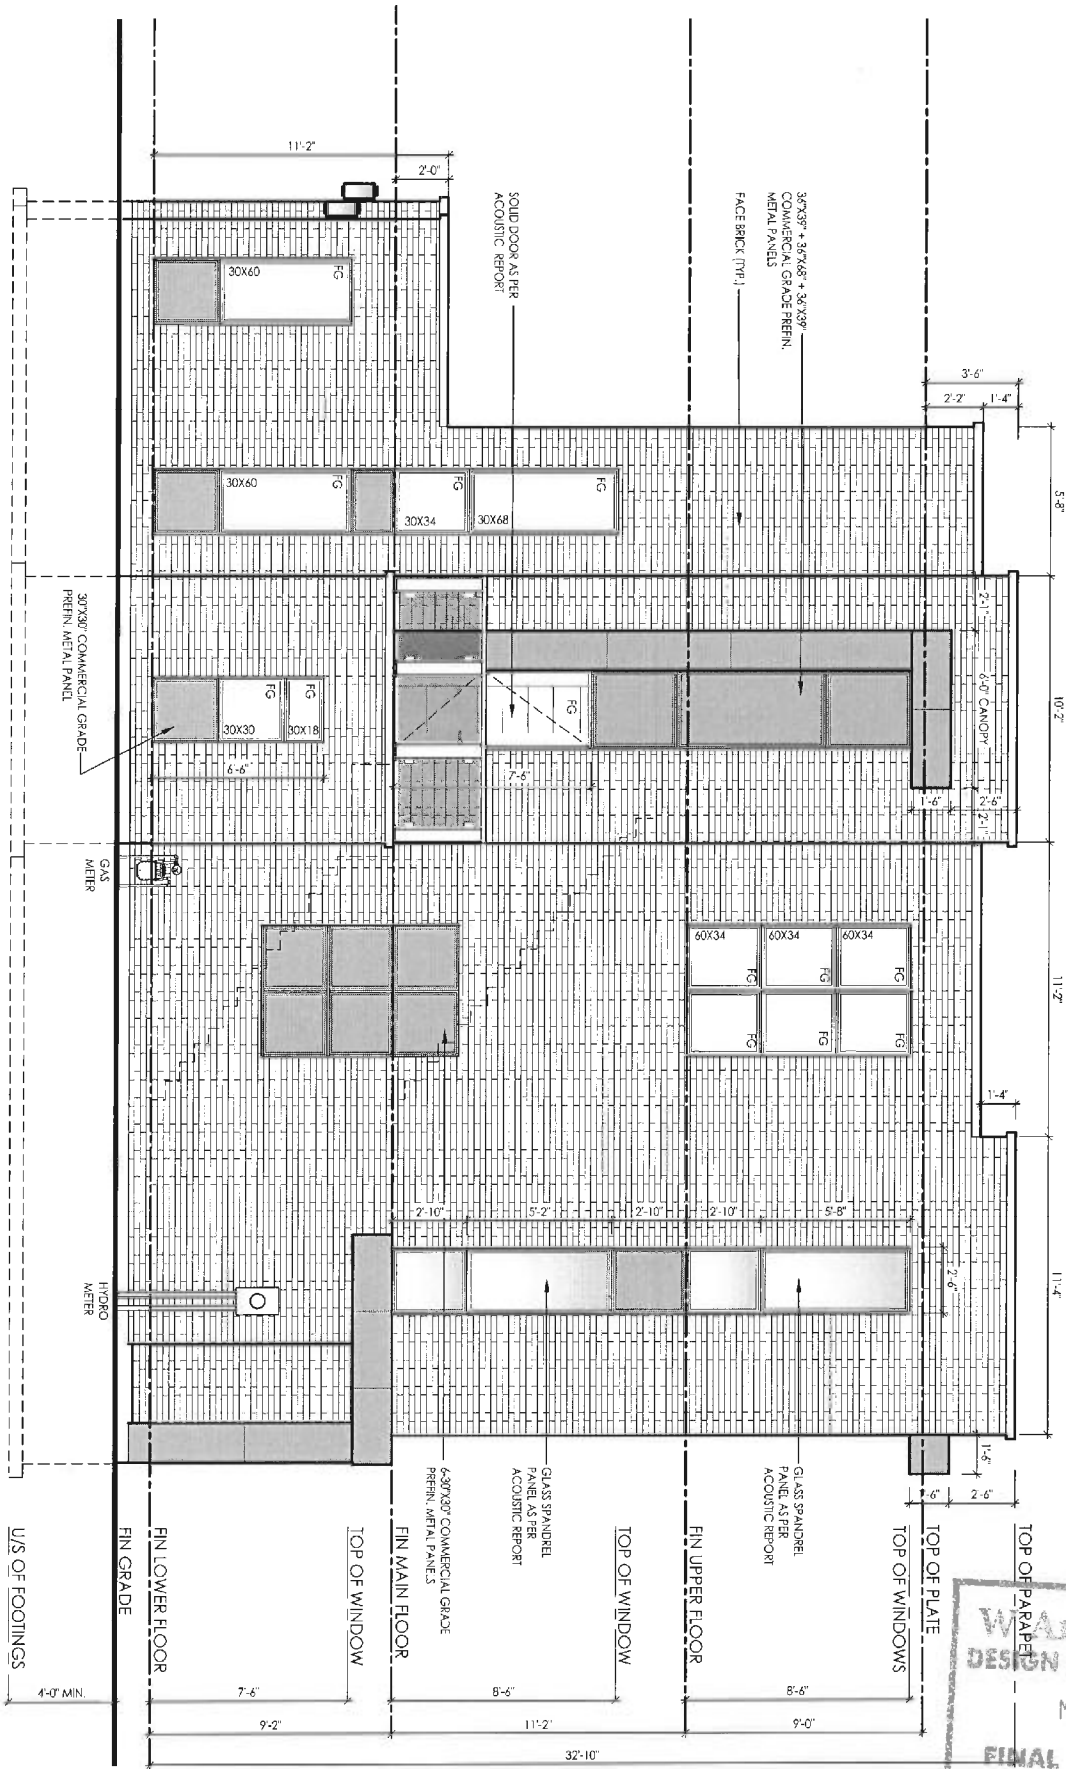 5'-8"
10'-2"
11'-2"
11'-4"
3'-6"
2'-2"
1'-4"
11'-2"
2'-0"
36"X39" + 36"X68" + 36"X39"
COMMERCIAL GRADE PREFIN.
METAL PANELS
FACE BRICK (TYP.)
SOLID DOOR AS PER
ACOUSTIC REPORT
2'-1"
6'-0" CANOPY
2'-1"
1'-6"
2'-6"
FG
30X60
FG
30X60
FG
30X34
FG
30X68
FG
7'-6"
FG
30X30
FG
30X18
6'-6"
30"X30" COMMERCIAL GRADE
PREFIN. METAL PANEL
GAS
METER
60X34
60X34
60X34
FG
FG
FG
FG
FG
FG
1'-4"
2'-10"
5'-2"
2'-10"
2'-10"
5'-8"
2'-6"
HYDRO
METER
1'-6"
2'-6"
GLASS SPANDREL
PANEL AS PER
ACOUSTIC REPORT
GLASS SPANDREL
PANEL AS PER
ACOUSTIC REPORT
6-30"X30" COMMERCIAL GRADE
PREFIN. METAL PANELS
TOP OF PARAPET
TOP OF PLATE
TOP OF WINDOWS
FIN UPPER FLOOR
TOP OF WINDOW
FIN MAIN FLOOR
TOP OF WINDOW
FIN LOWER FLOOR
FIN GRADE
U/S OF FOOTINGS
8'-6"
8'-6"
7'-6"
4'-0" MIN.
9'-0"
11'-2"
9'-2"
32'-10"
DESIGN
FINAL